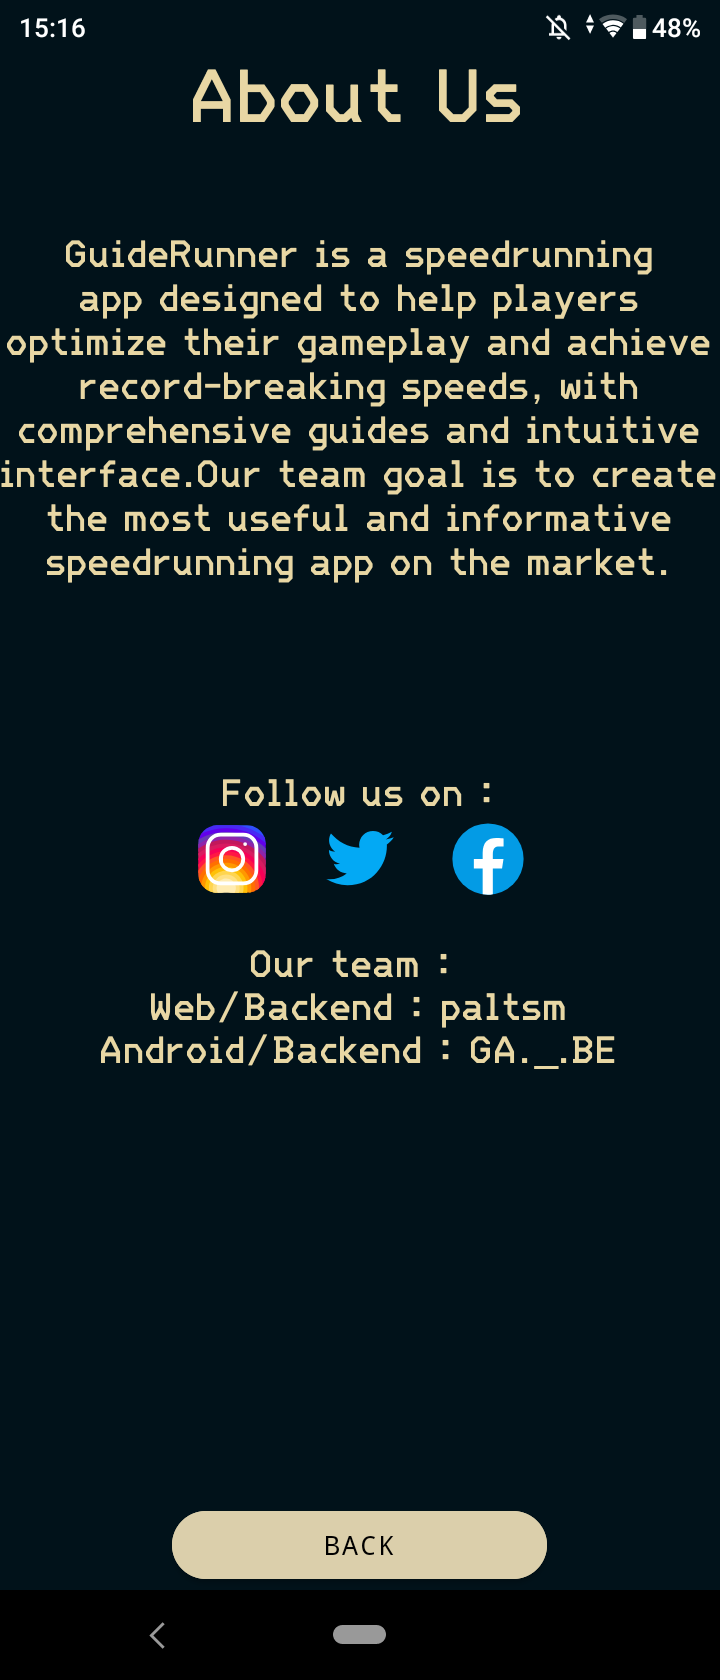 15:16
48%
About Us
GuideRunner is a speedrunning
app designed to help players
optimize their gameplay and achieve
record-breaking speeds, with
comprehensive guides and intuitive
interface.Our team goal is to create
the most useful and informative
speedrunning app on the market.
Follow us on :
Our team :
Web/Backend : paltsm
Android/Backend : GA._.BE
BACK